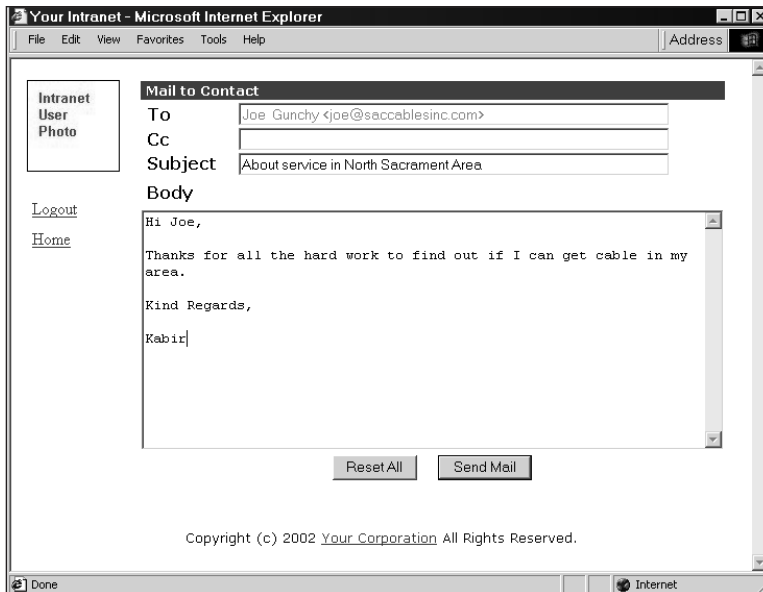 Your Intranet - Microsoft Internet Explorer
File Edit View Favorites Tools Help Address
Intranet
User
Photo
Logout
Home
Mail to Contact
To Joe Gunchy <joe@saccablesinc.com>
Cc
Subject About service in North Sacrament Area
Body
Hi Joe,
Thanks for all the hard work to find out if I can get cable in my
area.
Kind Regards,
Kabir
Reset All Send Mail
Copyright (c) 2002 Your Corporation All Rights Reserved.
Done Internet